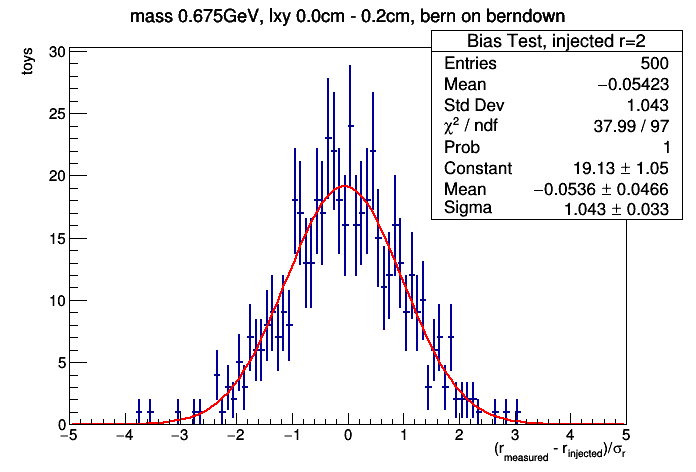 mass 0.675GeV, lxy 0.0cm - 0.2cm, bern on berndown
Bias Test, injected r=2
Entries 500
Mean −0.05423
Std Dev 1.043
χ² / ndf 37.99 / 97
Prob 1
Constant 19.13 ± 1.05
Mean −0.0536 ± 0.0466
Sigma 1.043 ± 0.033
toys
30
25
20
15
10
5
0
−5 −4 −3 −2 −1 0 1 2 3 4 5
(r_measured - r_injected)/σ_r